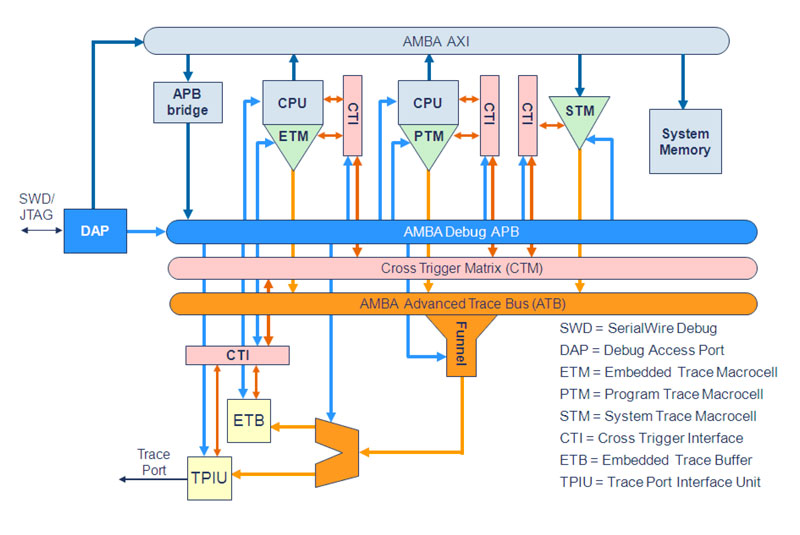 AMBA AXI
APB
bridge
CPU
ETM
CTI
CPU
PTM
CTI
CTI
STM
System
Memory
SWD/
JTAG
DAP
AMBA Debug APB
Cross Trigger Matrix (CTM)
AMBA Advanced Trace Bus (ATB)
Funnel
CTI
ETB
Trace
Port
TPIU
SWD = SerialWire Debug
DAP = Debug Access Port
ETM = Embedded Trace Macrocell
PTM = Program Trace Macrocell
STM = System Trace Macrocell
CTI = Cross Trigger Interface
ETB = Embedded Trace Buffer
TPIU = Trace Port Interface Unit